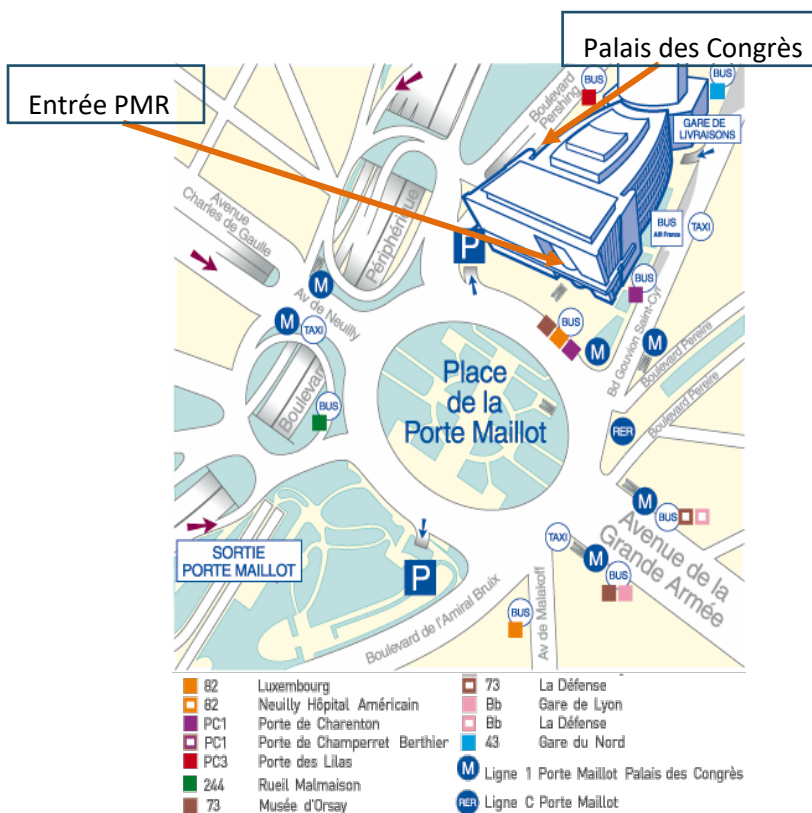 Palais des Congrès
Entrée PMR
BUS
BUS
Boulevard
Pershing
GARE DE
LIVRAISONS
Avenue
Charles de Gaulle
Périphérique
P
BUS
AIR France
TAXI
M
Av de Neuilly
BUS
M
TAXI
BUS
M
Bd Gouvion Saint-Cyr
M
Boulevard Pereire
Boulevard Pereire
Place
de la
Porte Maillot
Boulevard
BUS
RER
M
BUS
Avenue de la
Grande Armée
SORTIE
PORTE MAILLOT
P
TAXI
M
BUS
Boulevard de l'Amiral Bruix
BUS
Av de Malakoff
82 Luxembourg
82 Neuilly Hôpital Américain
PC1 Porte de Charenton
PC1 Porte de Champerret Berthier
PC3 Porte des Lilas
244 Rueil Malmaison
73 Musée d'Orsay
73 La Défense
Bb Gare de Lyon
Bb La Défense
43 Gare du Nord
M Ligne 1 Porte Maillot Palais des Congrès
RER Ligne C Porte Maillot